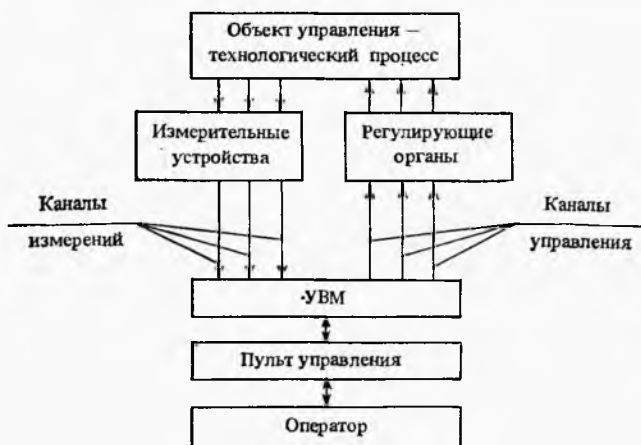 Объект управления —
технологический процесс
Измерительные
устройства
Регулирующие
органы
Каналы
измерений
Каналы
управления
УВМ
Пульт управления
Оператор